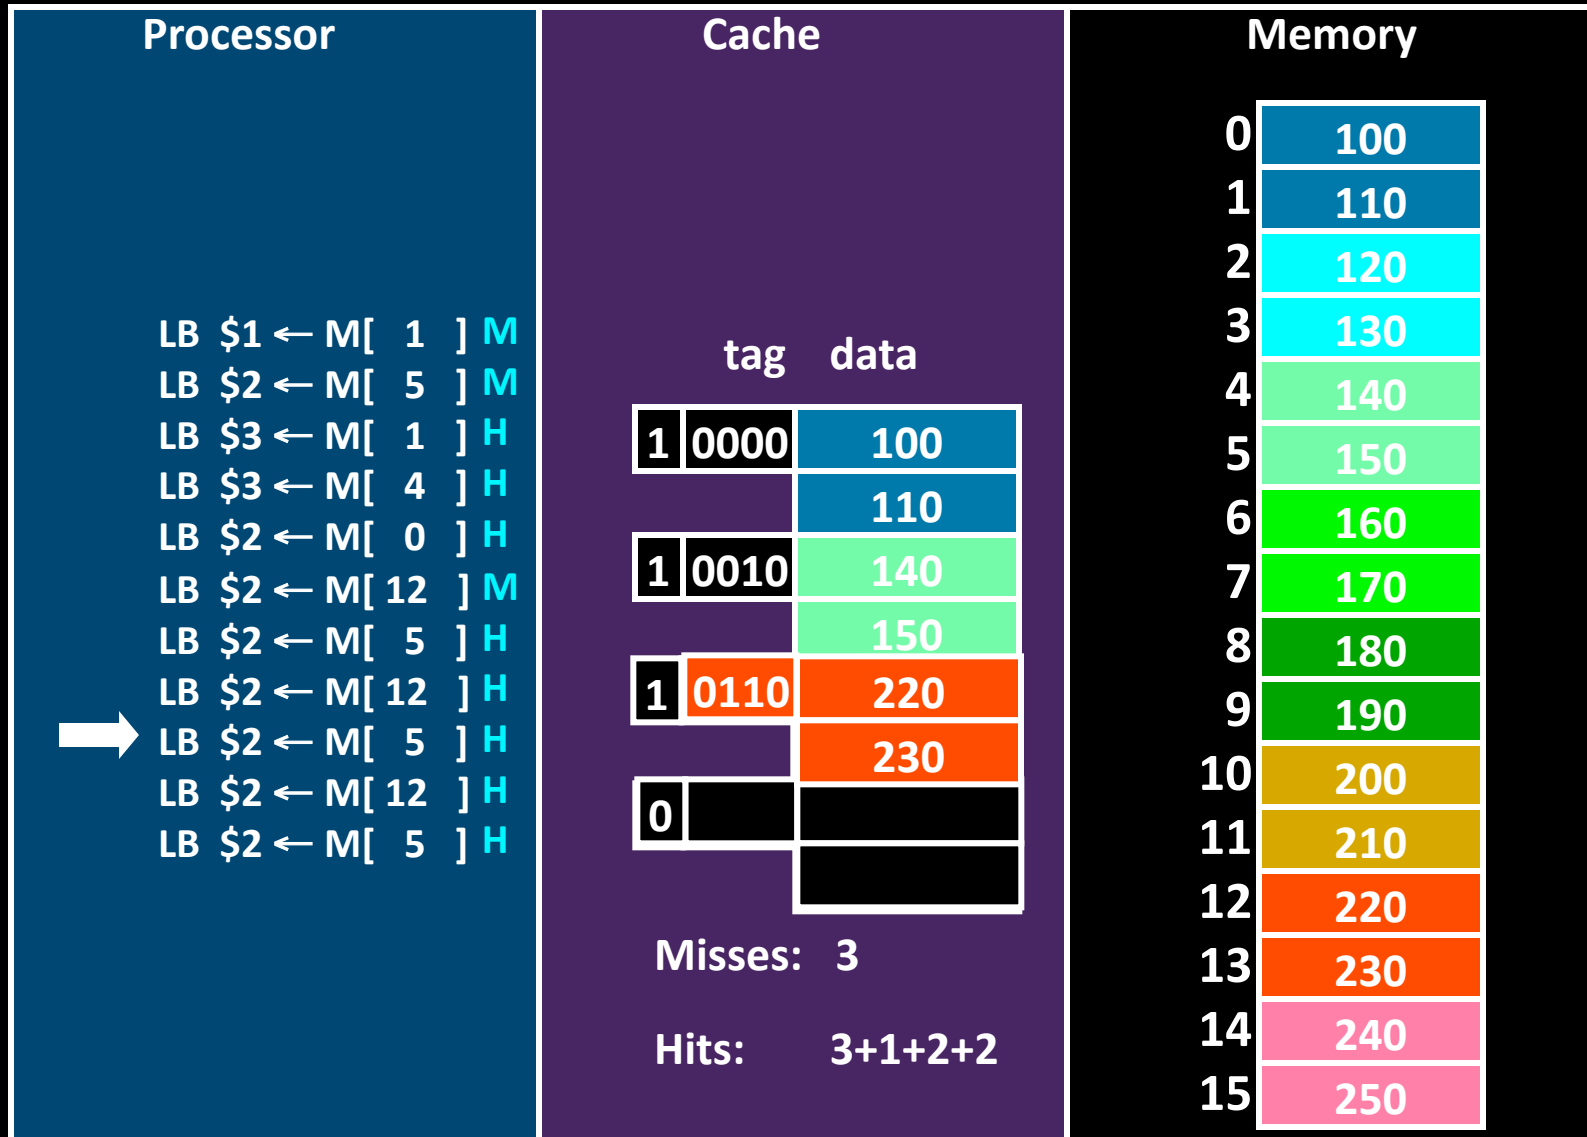 Processor
LB $1 ← M[ 1 ] M
LB $2 ← M[ 5 ] M
LB $3 ← M[ 1 ] H
LB $3 ← M[ 4 ] H
LB $2 ← M[ 0 ] H
LB $2 ← M[ 12 ] M
LB $2 ← M[ 5 ] H
LB $2 ← M[ 12 ] H
LB $2 ← M[ 5 ] H
LB $2 ← M[ 12 ] H
LB $2 ← M[ 5 ] H
Cache
tag data
1 0000 100
110
1 0010 140
150
1 0110 220
230
0
Misses: 3
Hits: 3+1+2+2
Memory
0 100
1 110
2 120
3 130
4 140
5 150
6 160
7 170
8 180
9 190
10 200
11 210
12 220
13 230
14 240
15 250